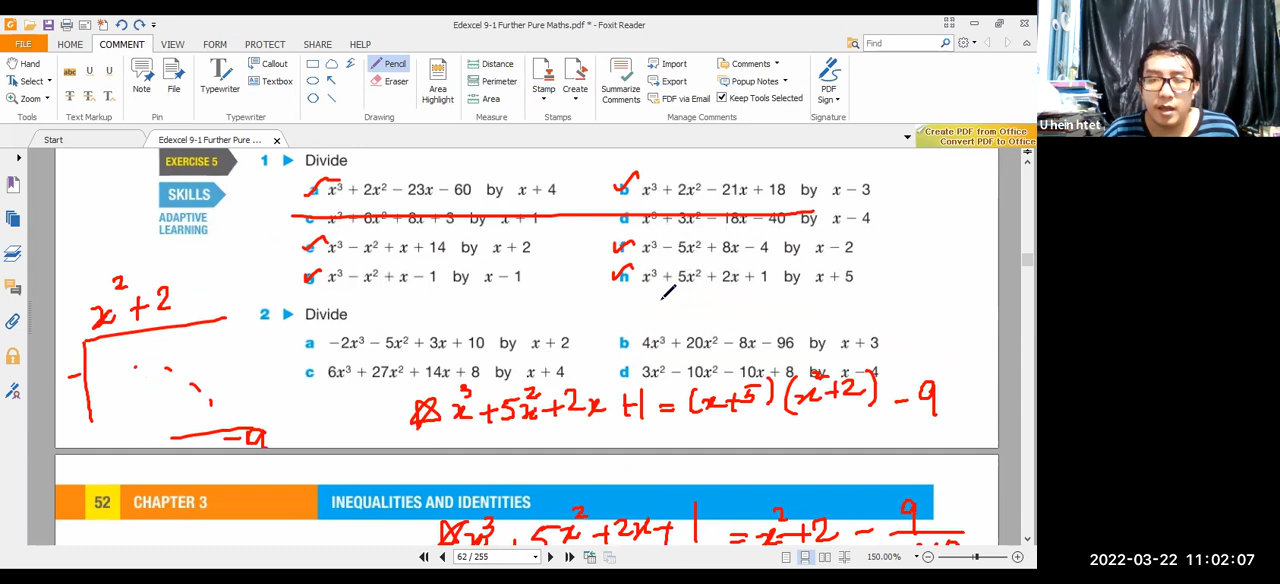 Edexcel 9-1 Further Pure Maths.pdf * - Foxit Reader
FILE HOME COMMENT VIEW FORM PROTECT SHARE HELP
Find
Hand
Select
Zoom
Tools
Text Markup
Note
File
Pin
Typewriter
Callout
Textbox
Typewriter
Pencil
Eraser
Drawing
Area Highlight
Distance
Perimeter
Area
Measure
Stamp
Create
Stamps
Summarize Comments
Import
Export
FDF via Email
Comments
Popup Notes
Keep Tools Selected
Manage Comments
PDF Sign
Signature
U hein htet
Start
Edexcel 9-1 Further Pure Ma...
Create PDF from Office
Convert PDF to Office
EXERCISE 5
SKILLS
ADAPTIVE LEARNING
1 ▶ Divide
a x³ + 2x² − 23x − 60 by x + 4
b x³ + 2x² − 21x + 18 by x − 3
c x³ + 6x² + 8x + 3 by x + 1
d x³ + 3x² − 18x − 40 by x − 4
e x³ − x² + x + 14 by x + 2
f x³ − 5x² + 8x − 4 by x − 2
g x³ − x² + x − 1 by x − 1
h x³ + 5x² + 2x + 1 by x + 5
x² + 2
-9
2 ▶ Divide
a −2x³ − 5x² + 3x + 10 by x + 2
b 4x³ + 20x² − 8x − 96 by x + 3
c 6x³ + 27x² + 14x + 8 by x + 4
d 3x² − 10x² − 10x + 8 by x − 4
x³ + 5x² + 2x + 1 = (x+5)(x²+2) - 9
52 CHAPTER 3 INEQUALITIES AND IDENTITIES
x³ + 5x² + 2x + 1 = x² + 2 - 9
62 / 255
150.00%
2022-03-22 11:02:07